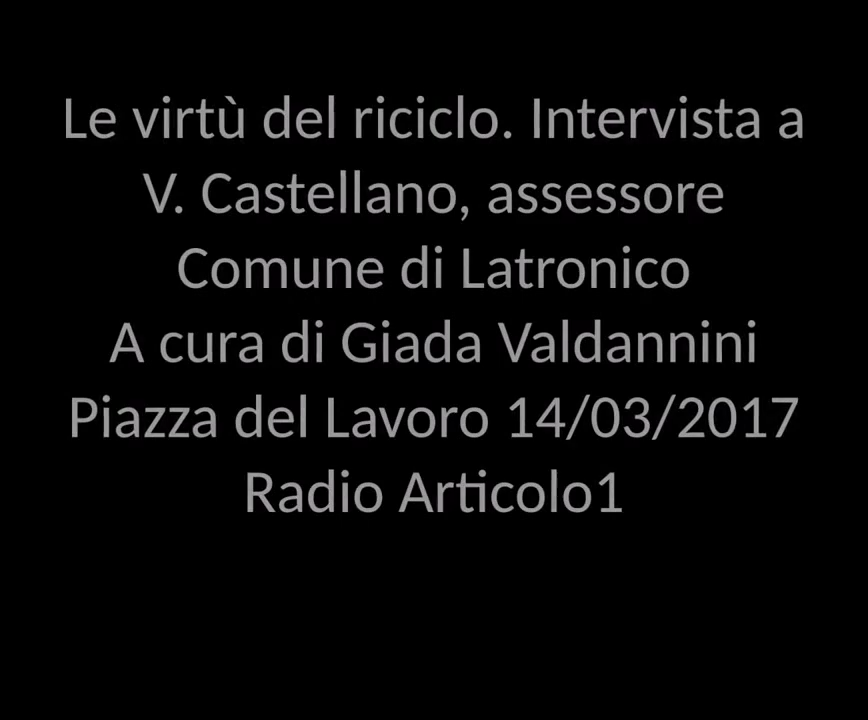 Le virtù del riciclo. Intervista a
V. Castellano, assessore
Comune di Latronico
A cura di Giada Valdannini
Piazza del Lavoro 14/03/2017
Radio Articolo1